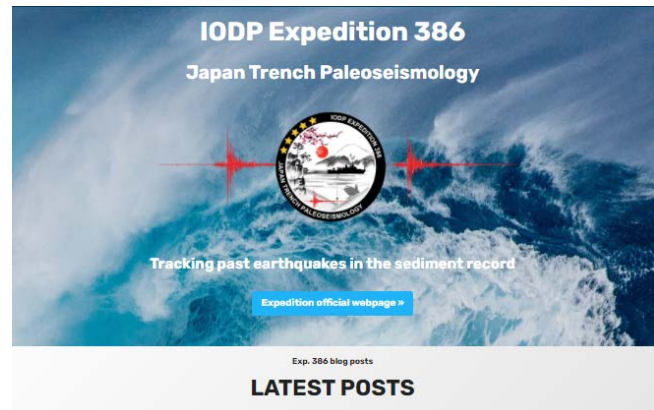 IODP Expedition 386
Japan Trench Paleoseismology
IODP EXPEDITION 386
JAPAN TRENCH PALEOSEISMOLOGY
Tracking past earthquakes in the sediment record
Expedition official webpage »
Exp. 386 blog posts
LATEST POSTS